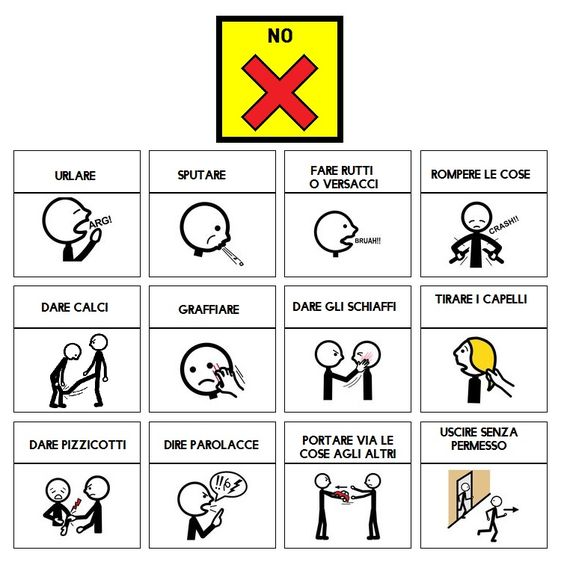 NO
URLARE
SPUTARE
FARE RUTTI
O VERSACCI
ROMPERE LE COSE
ARG!
BRUAH!!
CRASH!!
DARE CALCI
GRAFFIARE
DARE GLI SCHIAFFI
TIRARE I CAPELLI
DARE PIZZICOTTI
DIRE PAROLACCE
PORTARE VIA LE
COSE AGLI ALTRI
USCIRE SENZA
PERMESSO